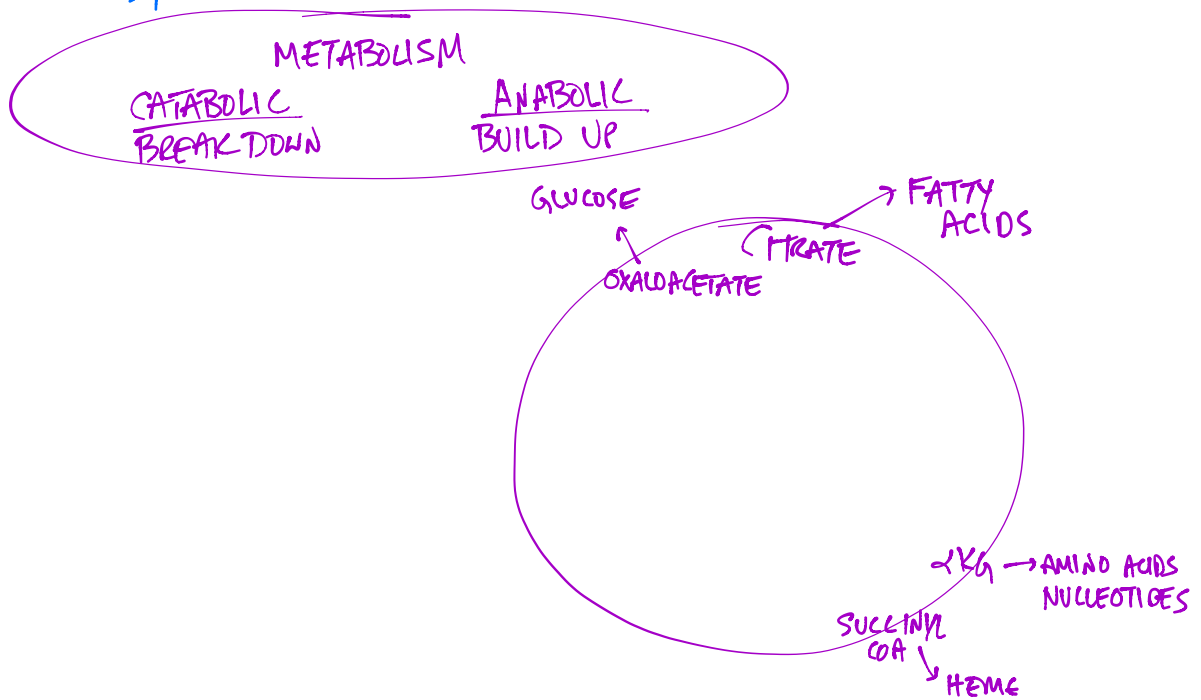 METABOLISM
CATABOLIC
BREAKDOWN
ANABOLIC
BUILD UP
GLUCOSE
FATTY
ACIDS
CITRATE
OXALOACETATE
αKG → AMINO ACIDS
NUCLEOTIDES
SUCCINYL
COA
HEME